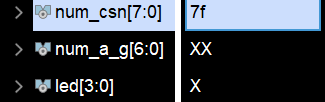 num_csn[7:0] 7f
num_a_g[6:0] XX
led[3:0] X